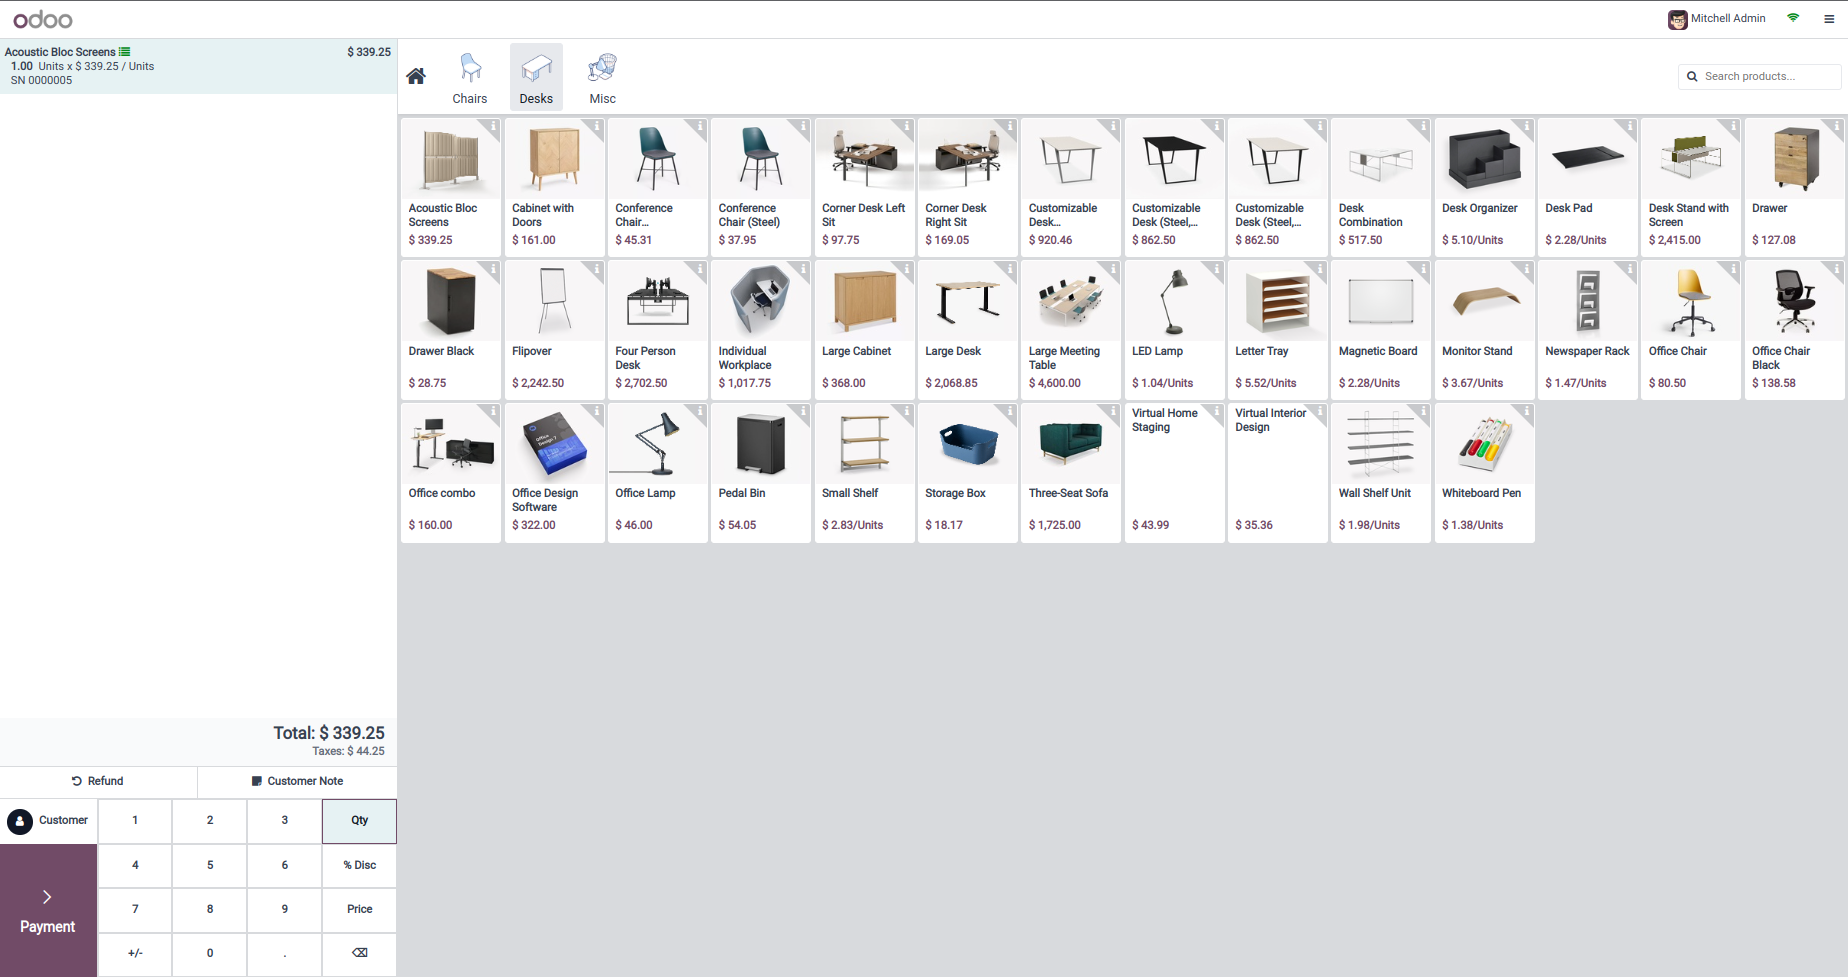 odoo
Mitchell Admin
Acoustic Bloc Screens $ 339.25
1.00 Units x $ 339.25 / Units
SN 0000005
Chairs Desks Misc
Search products...
Acoustic Bloc Screens
$ 339.25
Cabinet with Doors
$ 161.00
Conference Chair...
$ 45.31
Conference Chair (Steel)
$ 37.95
Corner Desk Left Sit
$ 97.75
Corner Desk Right Sit
$ 169.05
Customizable Desk...
$ 920.46
Customizable Desk (Steel,...
$ 862.50
Customizable Desk (Steel,...
$ 862.50
Desk Combination
$ 517.50
Desk Organizer
$ 5.10/Units
Desk Pad
$ 2.28/Units
Desk Stand with Screen
$ 2,415.00
Drawer
$ 127.08
Drawer Black
$ 28.75
Flipover
$ 2,242.50
Four Person Desk
$ 2,702.50
Individual Workplace
$ 1,017.75
Large Cabinet
$ 368.00
Large Desk
$ 2,068.85
Large Meeting Table
$ 4,600.00
LED Lamp
$ 1.04/Units
Letter Tray
$ 5.52/Units
Magnetic Board
$ 2.28/Units
Monitor Stand
$ 3.67/Units
Newspaper Rack
$ 1.47/Units
Office Chair
$ 80.50
Office Chair Black
$ 138.58
Office combo
$ 160.00
Office Design 7
Office Design Software
$ 322.00
Office Lamp
$ 46.00
Pedal Bin
$ 54.05
Small Shelf
$ 2.83/Units
Storage Box
$ 18.17
Three-Seat Sofa
$ 1,725.00
Virtual Home Staging
$ 43.99
Virtual Interior Design
$ 35.36
Wall Shelf Unit
$ 1.98/Units
Whiteboard Pen
$ 1.38/Units
Total: $ 339.25
Taxes: $ 44.25
Refund Customer Note
Customer 1 2 3 Qty
4 5 6 % Disc
7 8 9 Price
Payment
+/- 0 .